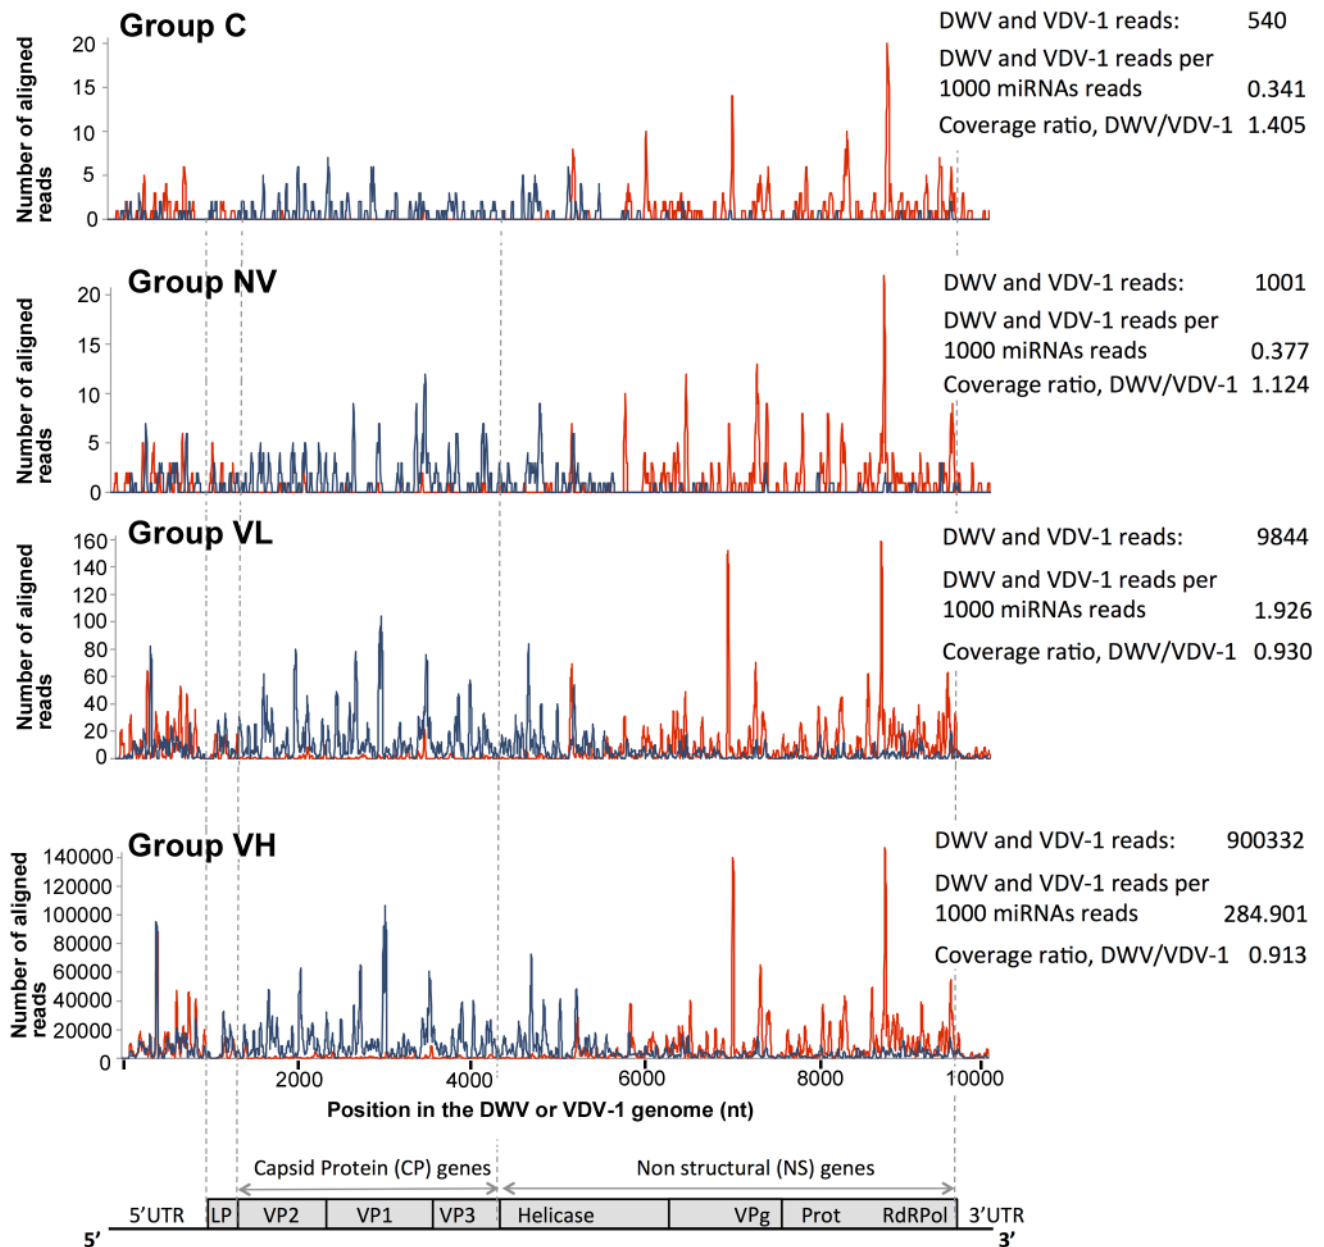 Group C
DWV and VDV-1 reads: 540
DWV and VDV-1 reads per
1000 miRNAs reads 0.341
Coverage ratio, DWV/VDV-1 1.405
Number of aligned
reads
20
15
10
5
0
Group NV
DWV and VDV-1 reads: 1001
DWV and VDV-1 reads per
1000 miRNAs reads 0.377
Coverage ratio, DWV/VDV-1 1.124
Number of aligned
reads
20
15
10
5
0
Group VL
DWV and VDV-1 reads: 9844
DWV and VDV-1 reads per
1000 miRNAs reads 1.926
Coverage ratio, DWV/VDV-1 0.930
Number of aligned
reads
160
140
120
100
80
60
40
20
0
Group VH
DWV and VDV-1 reads: 900332
DWV and VDV-1 reads per
1000 miRNAs reads 284.901
Coverage ratio, DWV/VDV-1 0.913
Number of aligned
reads
140000
120000
100000
80000
60000
40000
20000
0
2000 4000 6000 8000 10000
Position in the DWV or VDV-1 genome (nt)
Capsid Protein (CP) genes Non structural (NS) genes
5'UTR LP VP2 VP1 VP3 Helicase VPg Prot RdRPol 3'UTR
5' 3'